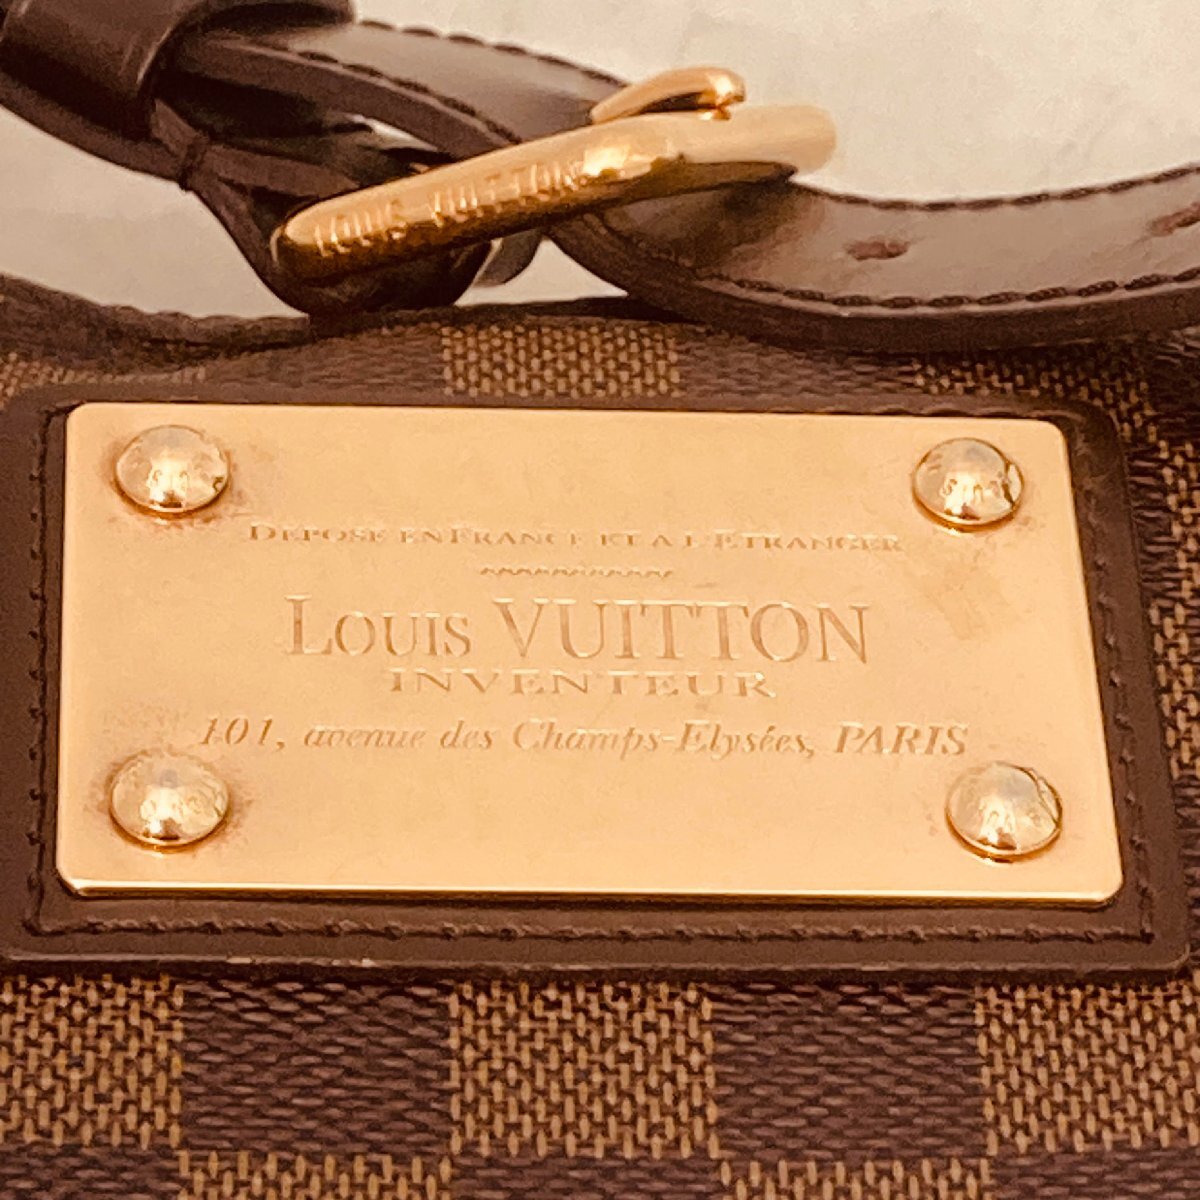 LOUIS VUITTON
DEPOSE EN FRANCE ET A L'ETRANGER
LOUIS VUITTON
INVENTEUR
101, avenue des Champs-Elysées, PARIS